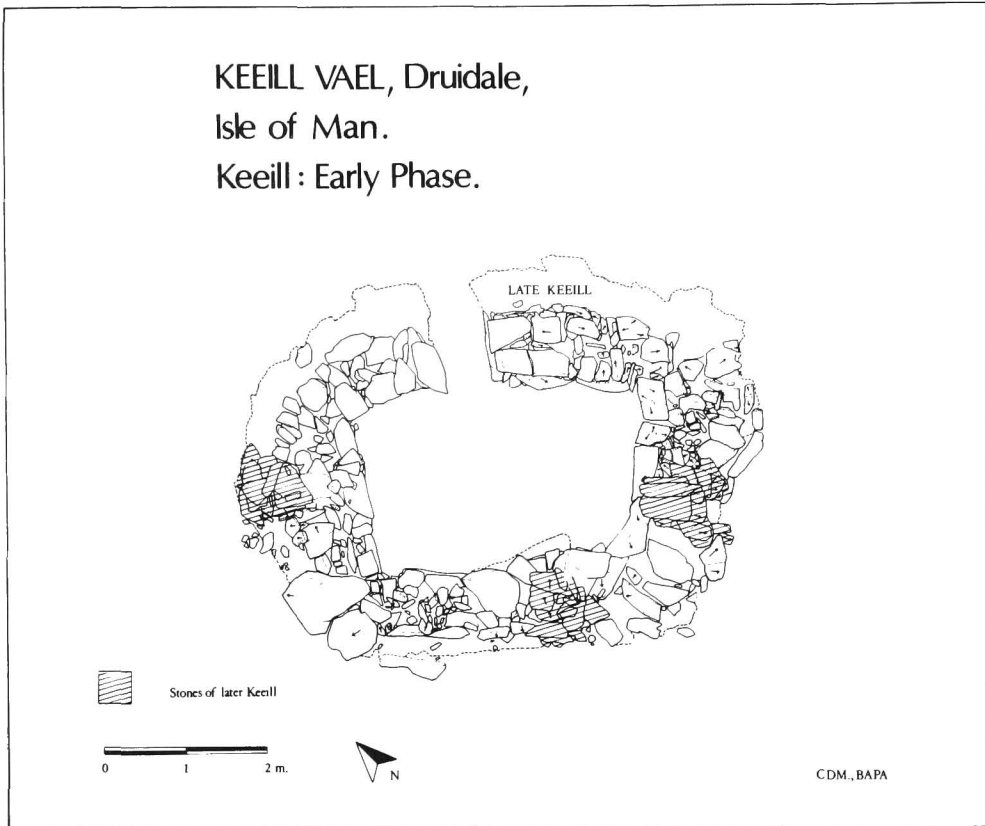 KEEILL VAEL, Druidale,
Isle of Man.
Keeill : Early Phase.
LATE KEEILL
Stones of later Keeill
0 1 2 m.
N
CDM., BAPA